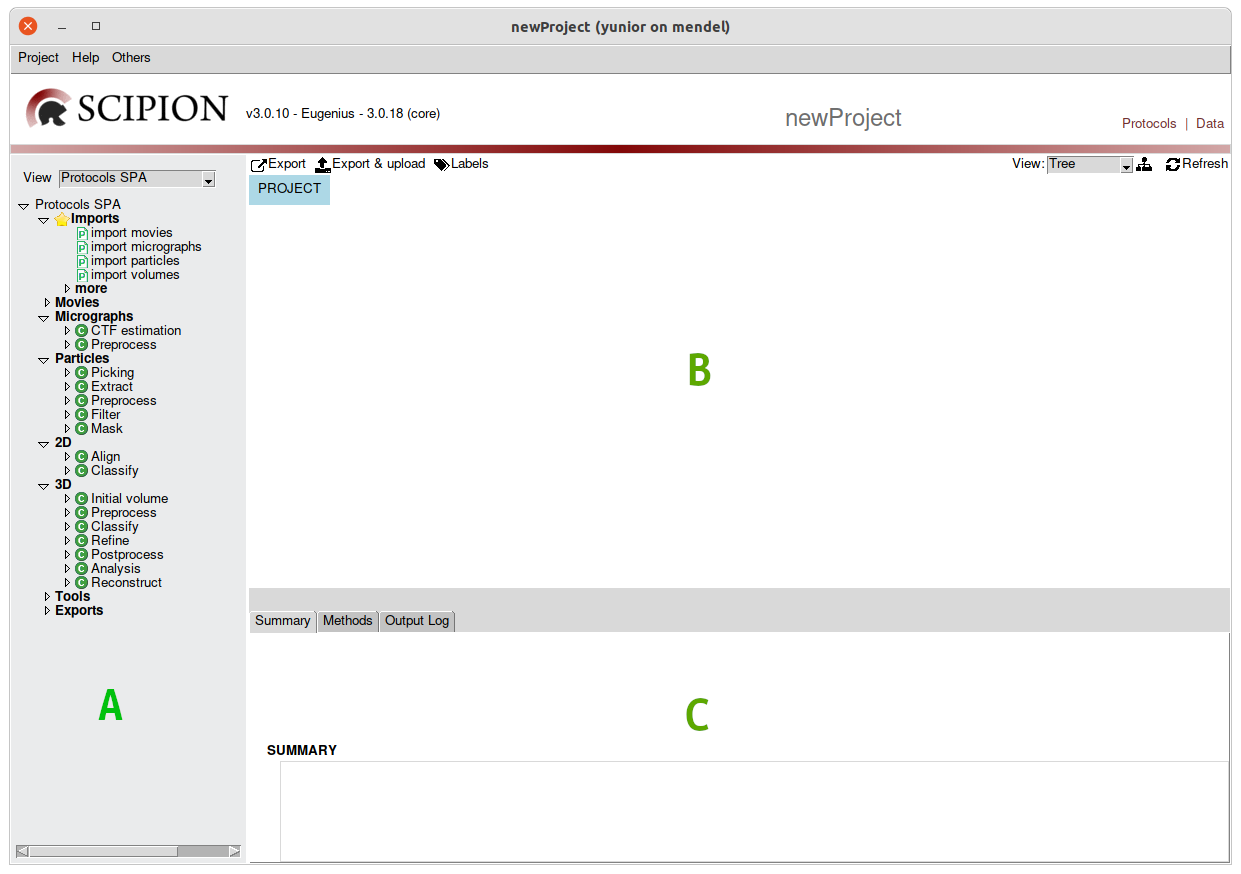 newProject (yunior on mendel)
Project Help Others
SCIPION v3.0.10 - Eugenius - 3.0.18 (core) newProject Protocols | Data
View Protocols SPA
Protocols SPA
Imports
import movies
import micrographs
import particles
import volumes
more
Movies
Micrographs
C CTF estimation
C Preprocess
Particles
C Picking
C Extract
C Preprocess
C Filter
C Mask
2D
C Align
C Classify
3D
C Initial volume
C Preprocess
C Classify
C Refine
C Postprocess
C Analysis
C Reconstruct
Tools
Exports
A
Export Export & upload Labels View: Tree Refresh
PROJECT
B
Summary Methods Output Log
C
SUMMARY